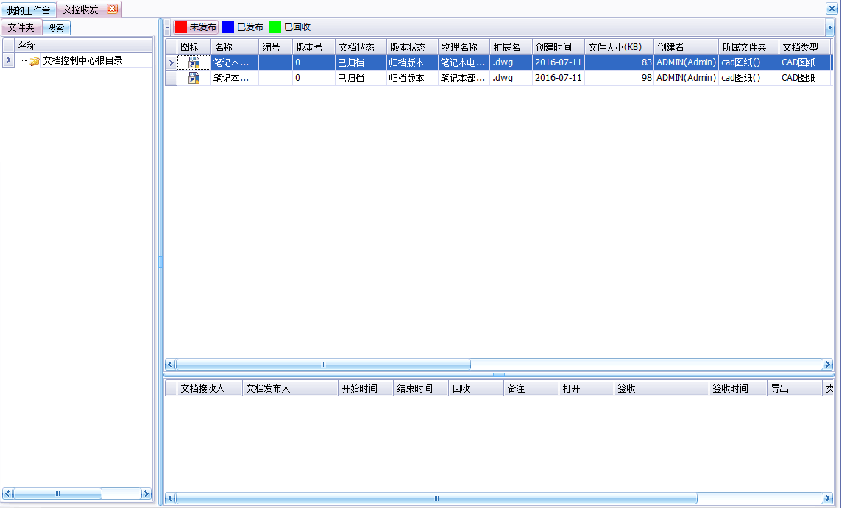 我的工作台 文控收发
文件夹 搜索
未发布 已发布 已回收
名称
文档控制中心根目录
图标 名称 编号 版本号 文档状态 版本状态 物理名称 扩展名 创建时间 文件大小(KB) 创建者 所属文件夹 文档类型
笔记本... 0 已归档 归档版本 笔记本电... .dwg 2016-07-11 83 ADMIN(Admin) cad图纸() CAD图纸
笔记本... 0 已归档 归档版本 笔记本部... .dwg 2016-07-11 98 ADMIN(Admin) cad图纸() CAD图纸
文档接收人 文档发布人 开始时间 结束时间 回收 备注 打开 签收 签收时间 导出